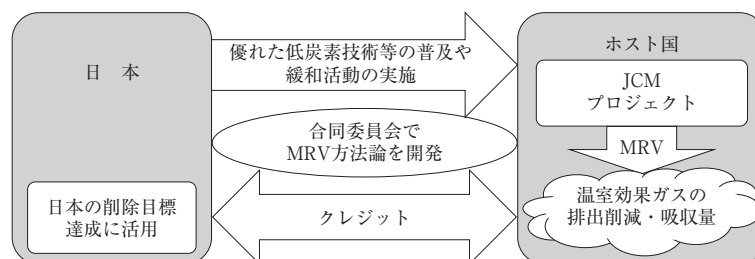 日 本
優れた低炭素技術等の普及や
緩和活動の実施
ホスト国
JCM
プロジェクト
合同委員会で
MRV方法論を開発
MRV
日本の削除目標
達成に活用
クレジット
温室効果ガスの
排出削減・吸収量